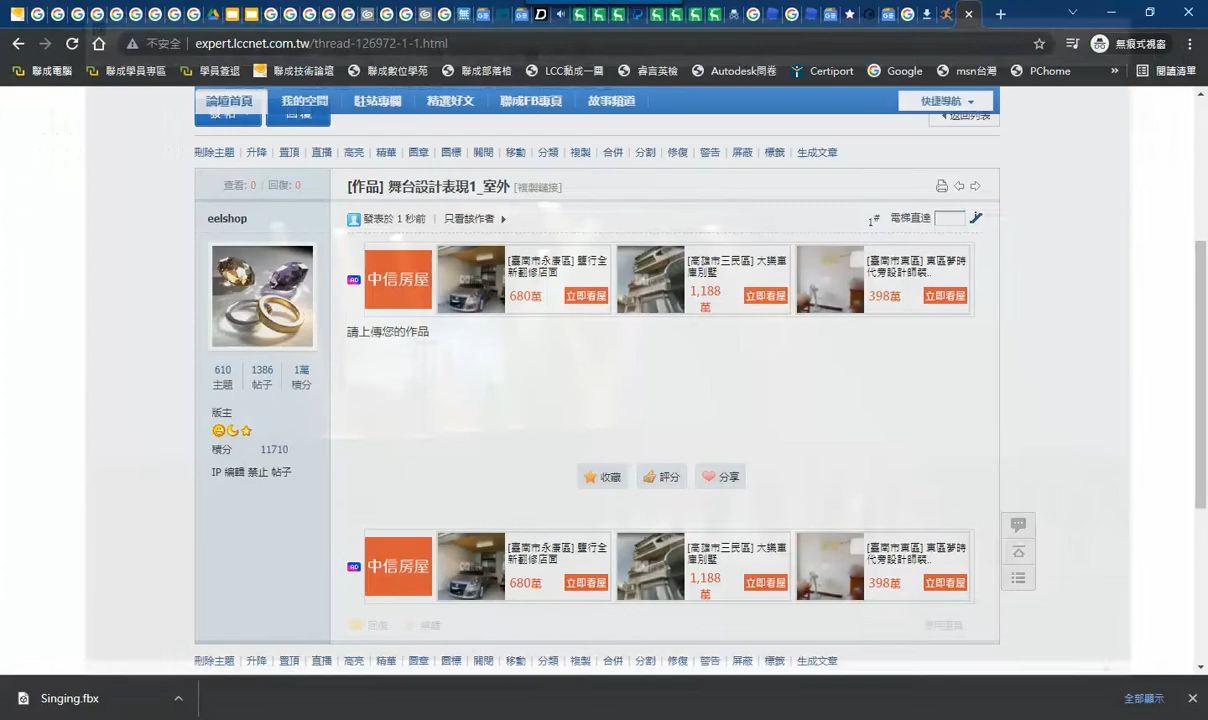 不安全 expert.lccnet.com.tw/thread-126972-1-1.html 無痕式視窗
聯成電腦 聯成學員專區 學員簽退 聯成技術論壇 聯成數位學苑 聯成部落格 LCC黏成一團 睿言英檢 Autodesk問卷 Certiport Google msn台灣 PChome » 閱讀清單
論壇首頁 我的空間 駐站專欄 精選好文 聯成FB專頁 故事頻道 快捷導航
發帖 回復 返回列表
刪除主題 | 升降 | 置頂 | 直播 | 高亮 | 精華 | 圖章 | 圖標 | 關閉 | 移動 | 分類 | 複製 | 合併 | 分割 | 修復 | 警告 | 屏蔽 | 標籤 | 生成文章
查看: 0 | 回復: 0
[作品] 舞台設計表現1_室外 [複製鏈接]
eelshop
發表於 1 秒前 | 只看該作者
1# 電梯直達
AD
中信房屋
[臺南市永康區] 鹽行全新翻修店面
680萬 立即看屋
[高雄市三民區] 大樂車庫別墅
1,188萬 立即看屋
[臺南市東區] 東區夢時代旁設計師裝..
398萬 立即看屋
請上傳您的作品
610 1386 1萬
主題 帖子 積分
版主
積分 11710
IP 編輯 禁止 帖子
收藏 評分 分享
AD
中信房屋
[臺南市永康區] 鹽行全新翻修店面
680萬 立即看屋
[高雄市三民區] 大樂車庫別墅
1,188萬 立即看屋
[臺南市東區] 東區夢時代旁設計師裝..
398萬 立即看屋
回復 編輯
刪除主題 | 升降 | 置頂 | 直播 | 高亮 | 精華 | 圖章 | 圖標 | 關閉 | 移動 | 分類 | 複製 | 合併 | 分割 | 修復 | 警告 | 屏蔽 | 標籤 | 生成文章
Singing.fbx 全部顯示